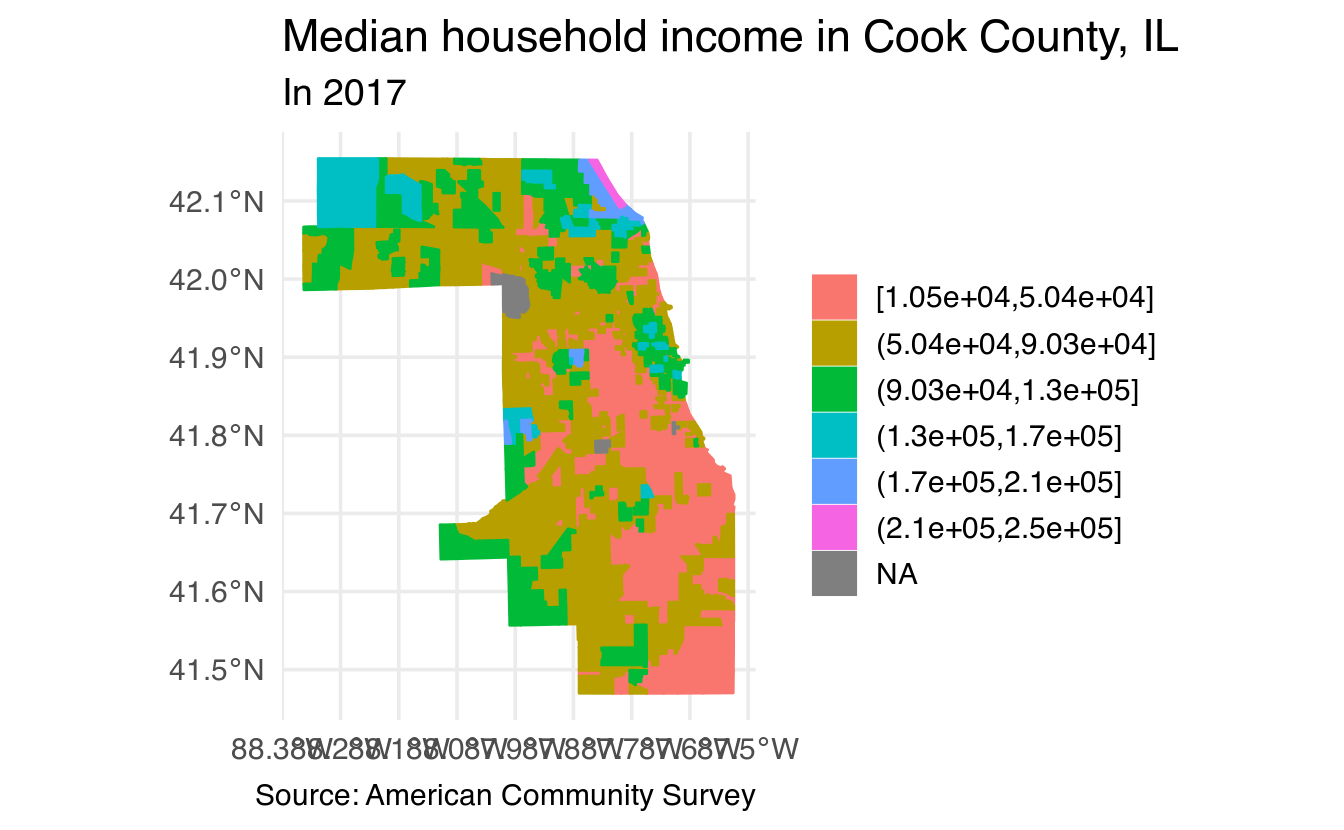 Median household income in Cook County, IL
In 2017
42.1°N
42.0°N
41.9°N
41.8°N
41.7°N
41.6°N
41.5°N
88.3°W 88.2°W 88.1°W 88.0°W 87.9°W 87.8°W 87.7°W 87.6°W 87.5°W
[1.05e+04,5.04e+04]
(5.04e+04,9.03e+04]
(9.03e+04,1.3e+05]
(1.3e+05,1.7e+05]
(1.7e+05,2.1e+05]
(2.1e+05,2.5e+05]
NA
Source: American Community Survey